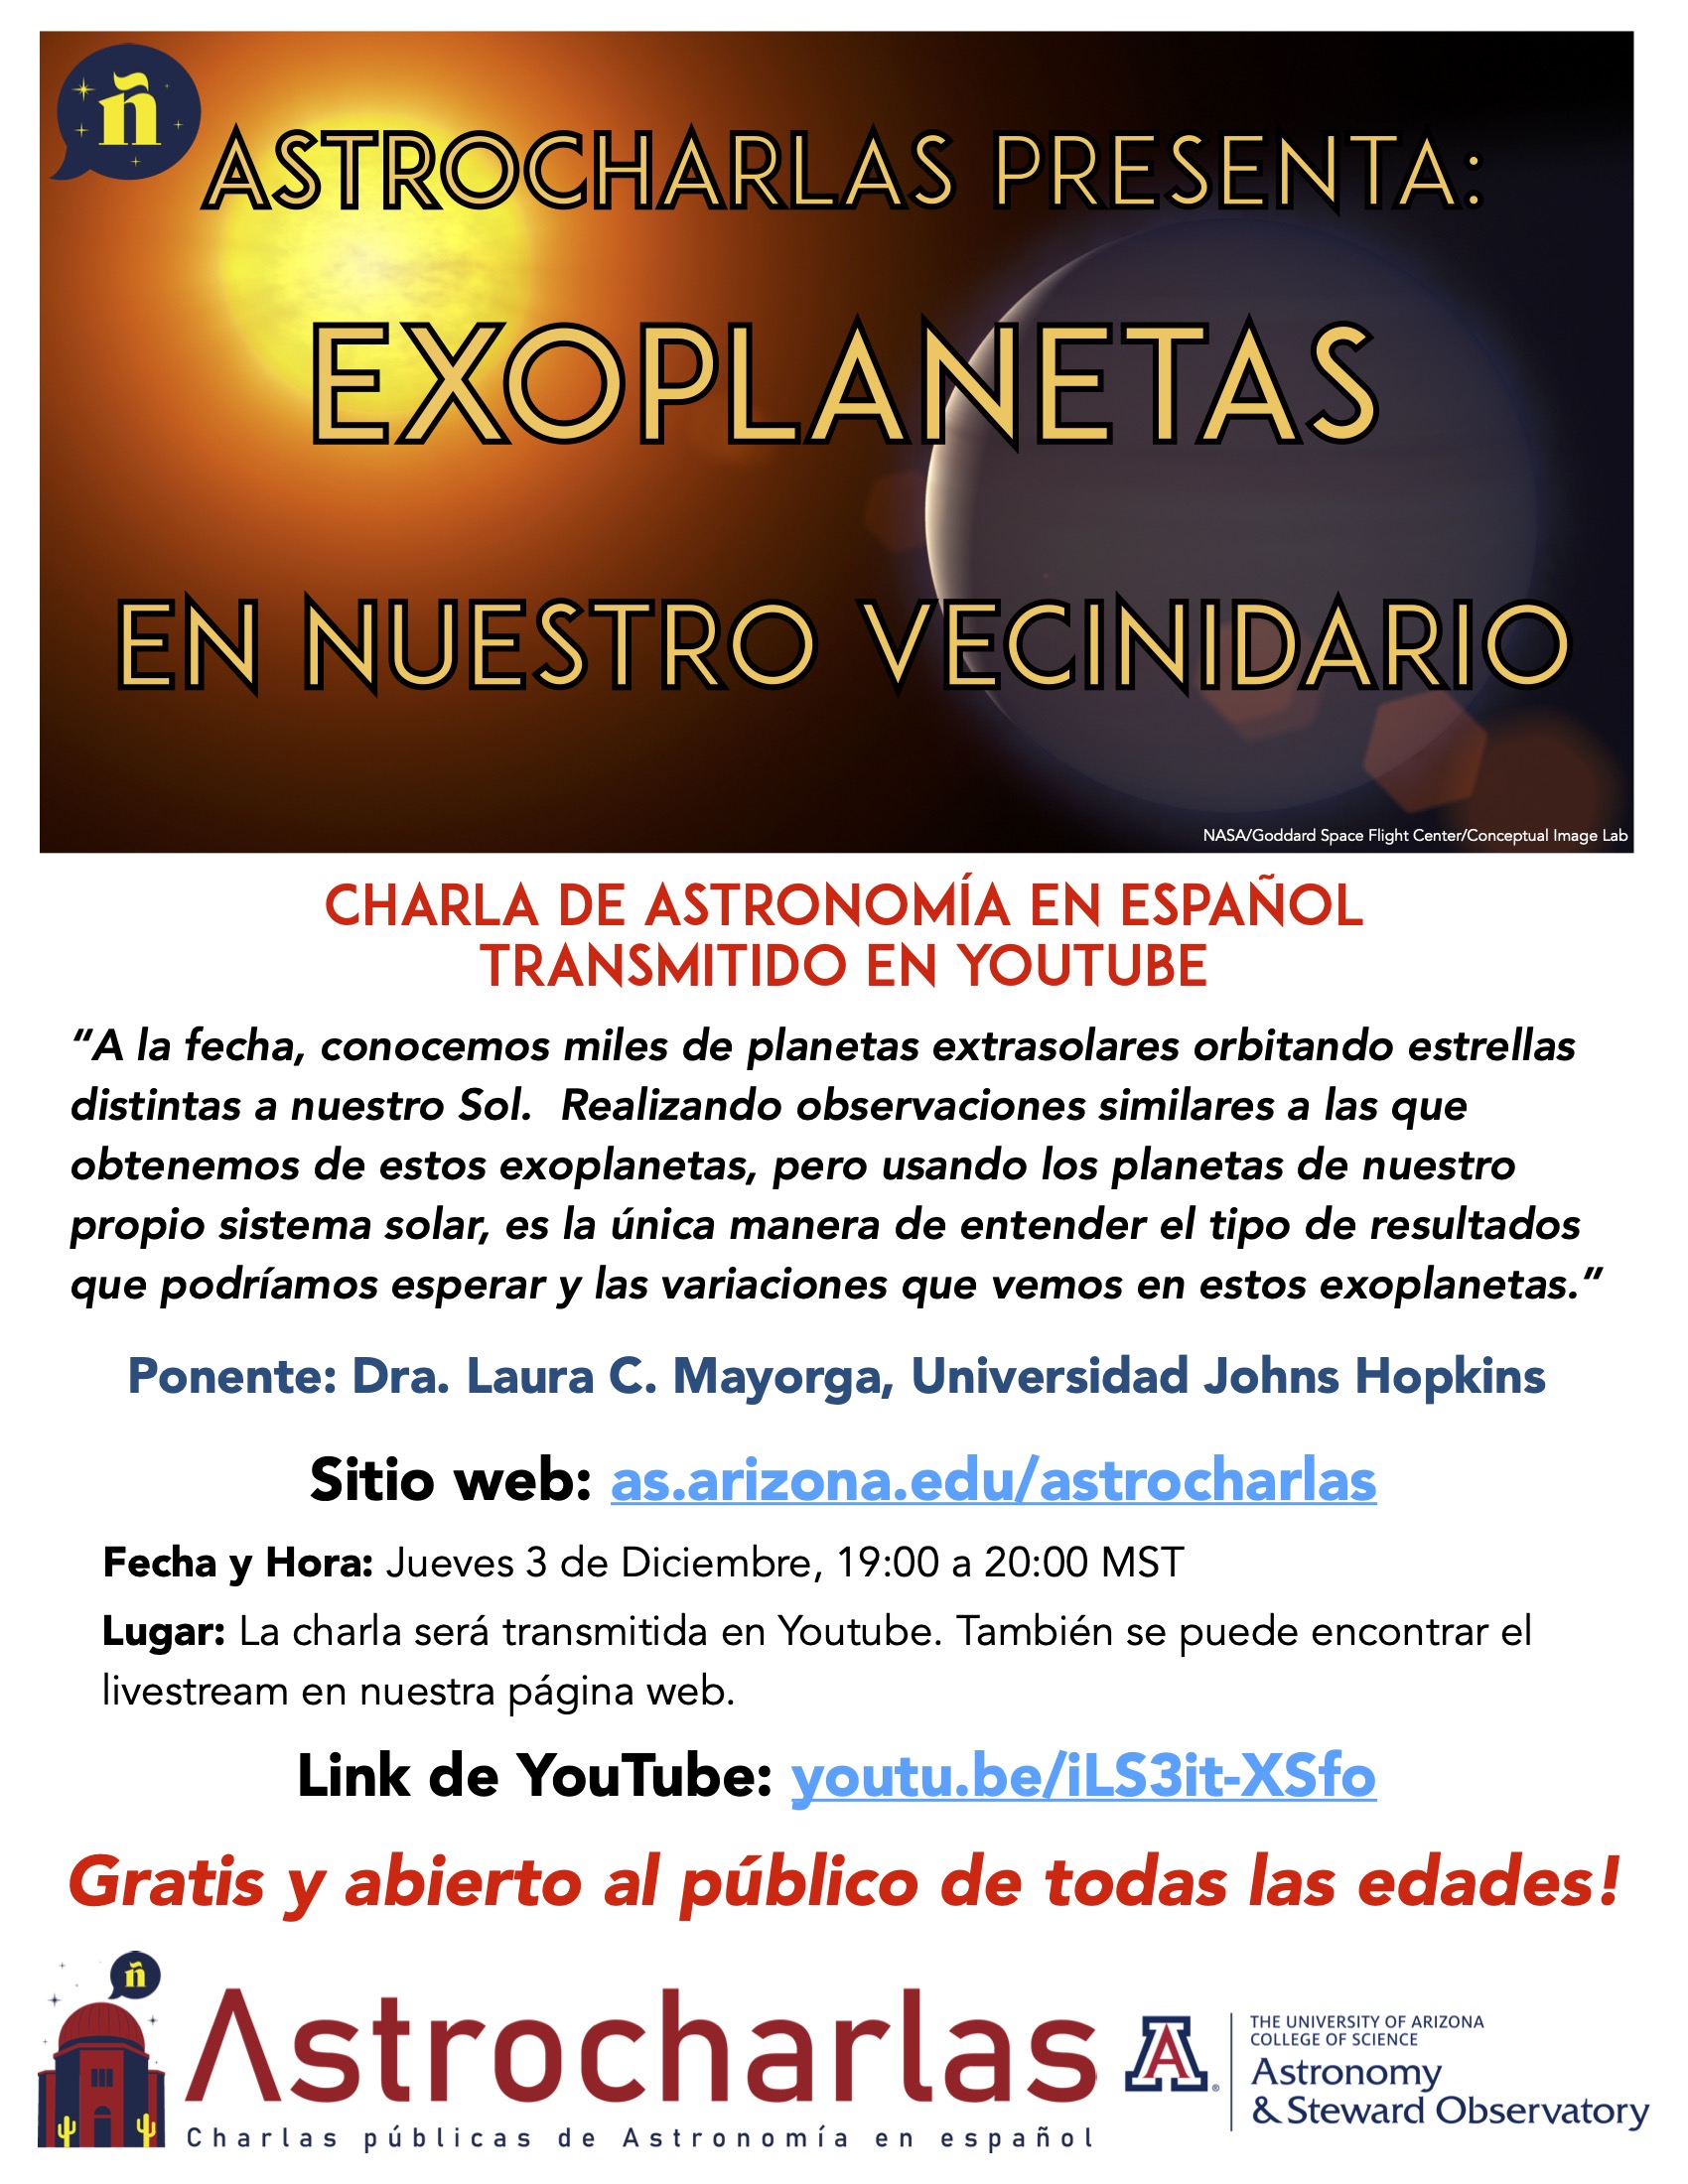 ñ
ASTROCHARLAS PRESENTA:
EXOPLANETAS
EN NUESTRO VECINIDARIO
NASA/Goddard Space Flight Center/Conceptual Image Lab
CHARLA DE ASTRONOMÍA EN ESPAÑOL
TRANSMITIDO EN YOUTUBE
“A la fecha, conocemos miles de planetas extrasolares orbitando estrellas
distintas a nuestro Sol.  Realizando observaciones similares a las que
obtenemos de estos exoplanetas, pero usando los planetas de nuestro
propio sistema solar, es la única manera de entender el tipo de resultados
que podríamos esperar y las variaciones que vemos en estos exoplanetas.”
Ponente: Dra. Laura C. Mayorga, Universidad Johns Hopkins
Sitio web: as.arizona.edu/astrocharlas
Fecha y Hora: Jueves 3 de Diciembre, 19:00 a 20:00 MST
Lugar: La charla será transmitida en Youtube. También se puede encontrar el
livestream en nuestra página web.
Link de YouTube: youtu.be/iLS3it-XSfo
Gratis y abierto al público de todas las edades!
ñ
Astrocharlas
Charlas públicas de Astronomía en español
A®
THE UNIVERSITY OF ARIZONA
COLLEGE OF SCIENCE
Astronomy
& Steward Observatory